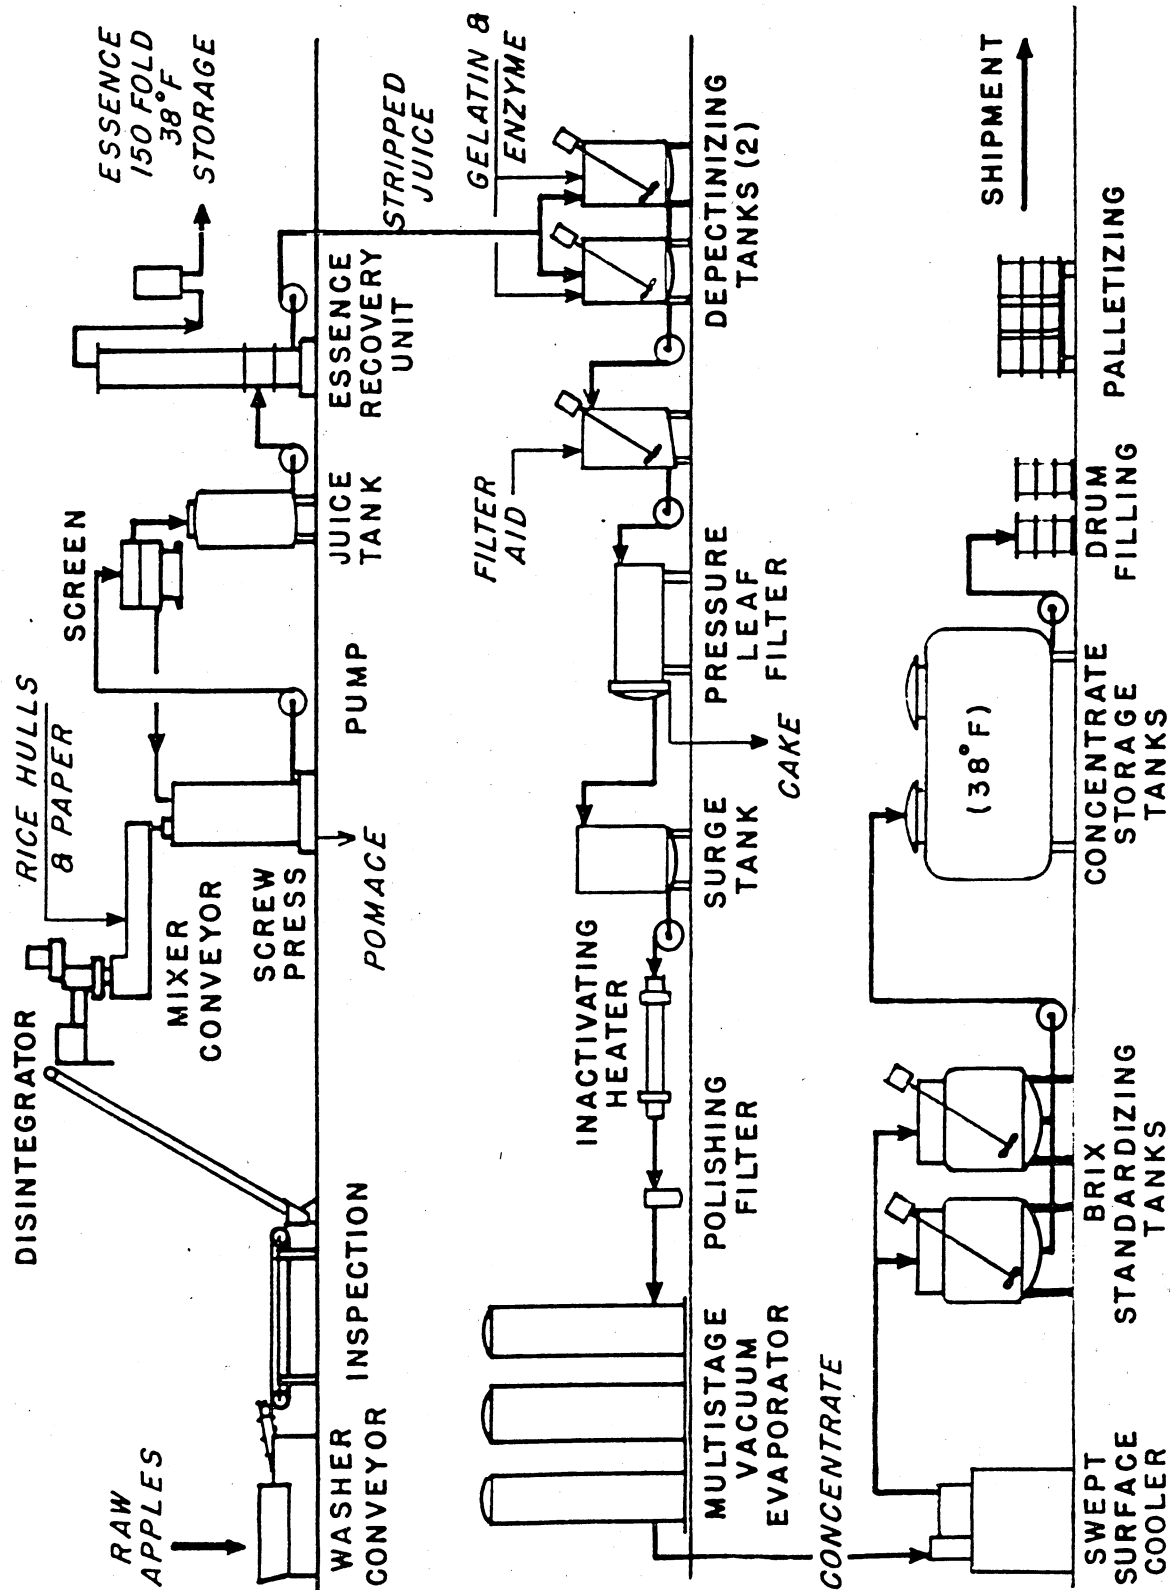 RAW
APPLES
WASHER
CONVEYOR
INSPECTION
DISINTEGRATOR
RICE HULLS
& PAPER
MIXER
CONVEYOR
SCREW
PRESS
POMACE
PUMP
SCREEN
JUICE
TANK
ESSENCE
RECOVERY
UNIT
ESSENCE
150 FOLD
38°F
STORAGE
STRIPPED
JUICE
GELATIN &
ENZYME
DEPECTINIZING
TANKS (2)
FILTER
AID
PRESSURE
LEAF
FILTER
CAKE
SURGE
TANK
INACTIVATING
HEATER
POLISHING
FILTER
MULTISTAGE
VACUUM
EVAPORATOR
CONCENTRATE
SWEPT
SURFACE
COOLER
BRIX
STANDARDIZING
TANKS
(38°F)
CONCENTRATE
STORAGE
TANKS
DRUM
FILLING
PALLETIZING
SHIPMENT